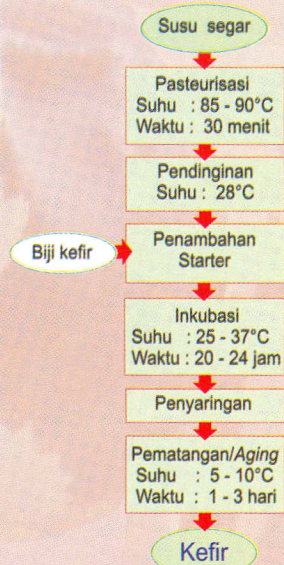 Susu segar
Pasteurisasi
Suhu : 85 - 90°C
Waktu : 30 menit
Pendinginan
Suhu : 28°C
Biji kefir
Penambahan
Starter
Inkubasi
Suhu : 25 - 37°C
Waktu : 20 - 24 jam
Penyaringan
Pematangan/Aging
Suhu : 5 - 10°C
Waktu : 1 - 3 hari
Kefir